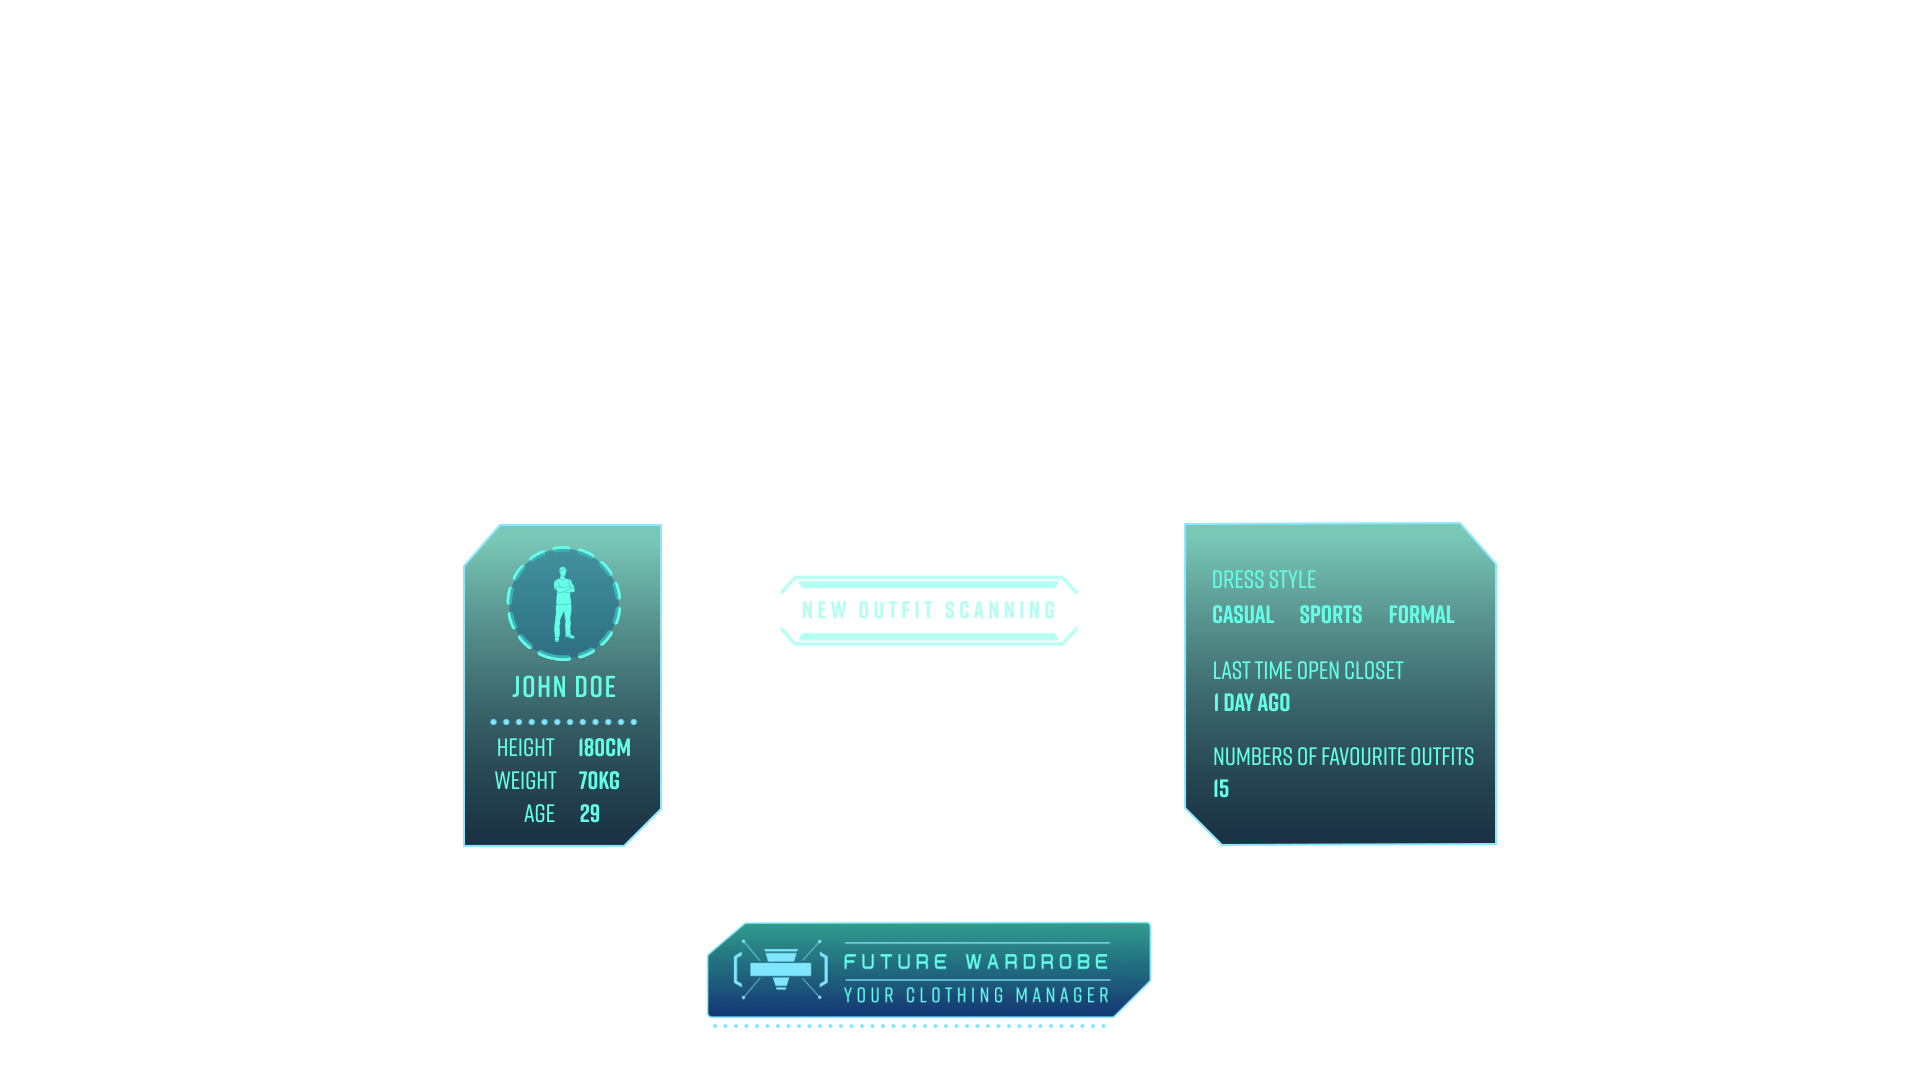 JOHN DOE
HEIGHT 180CM
WEIGHT 70KG
AGE 29
NEW OUTFIT SCANNING
DRESS STYLE
CASUAL SPORTS FORMAL
LAST TIME OPEN CLOSET
1 DAY AGO
NUMBERS OF FAVOURITE OUTFITS
15
FUTURE WARDROBE
YOUR CLOTHING MANAGER